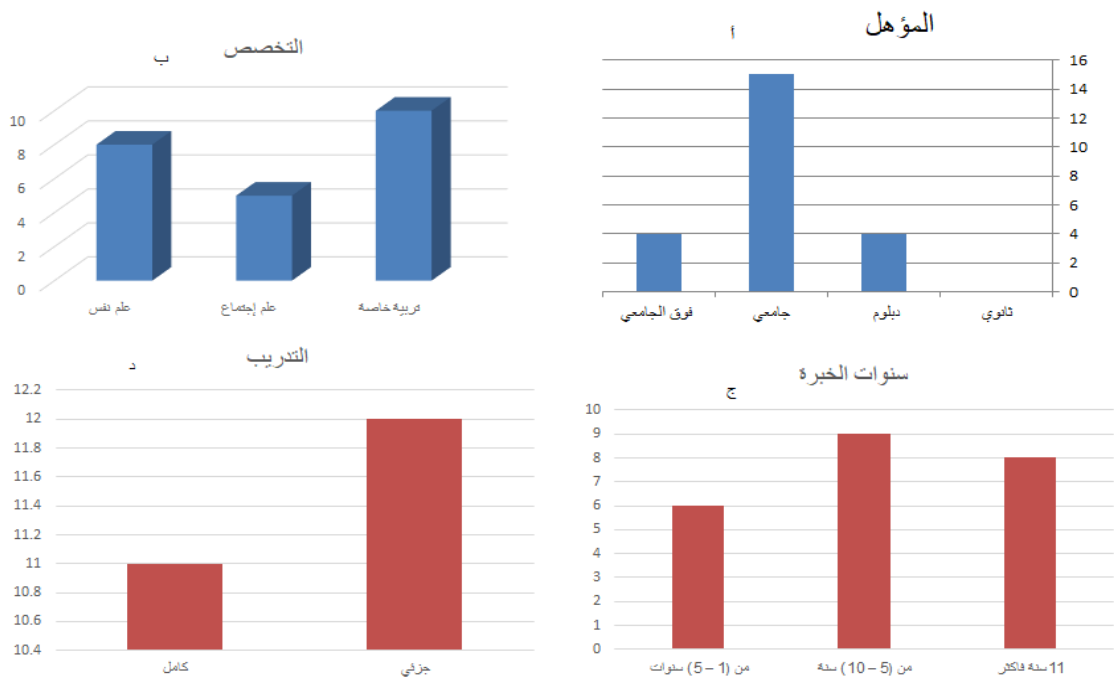 المؤهل
أ
16
14
12
10
8
6
4
2
0
ثانوي
دبلوم
جامعي
فوق الجامعي
التخصص
ب
10
8
6
4
2
0
علم نفس
علم إجتماع
تربية خاصة
سنوات الخبرة
ج
10
9
8
7
6
5
4
3
2
1
0
من (1 – 5) سنوات
من (5 – 10) سنة
11 سنة فاكثر
التدريب
د
12.2
12
11.8
11.6
11.4
11.2
11
10.8
10.6
10.4
كامل
جزئي